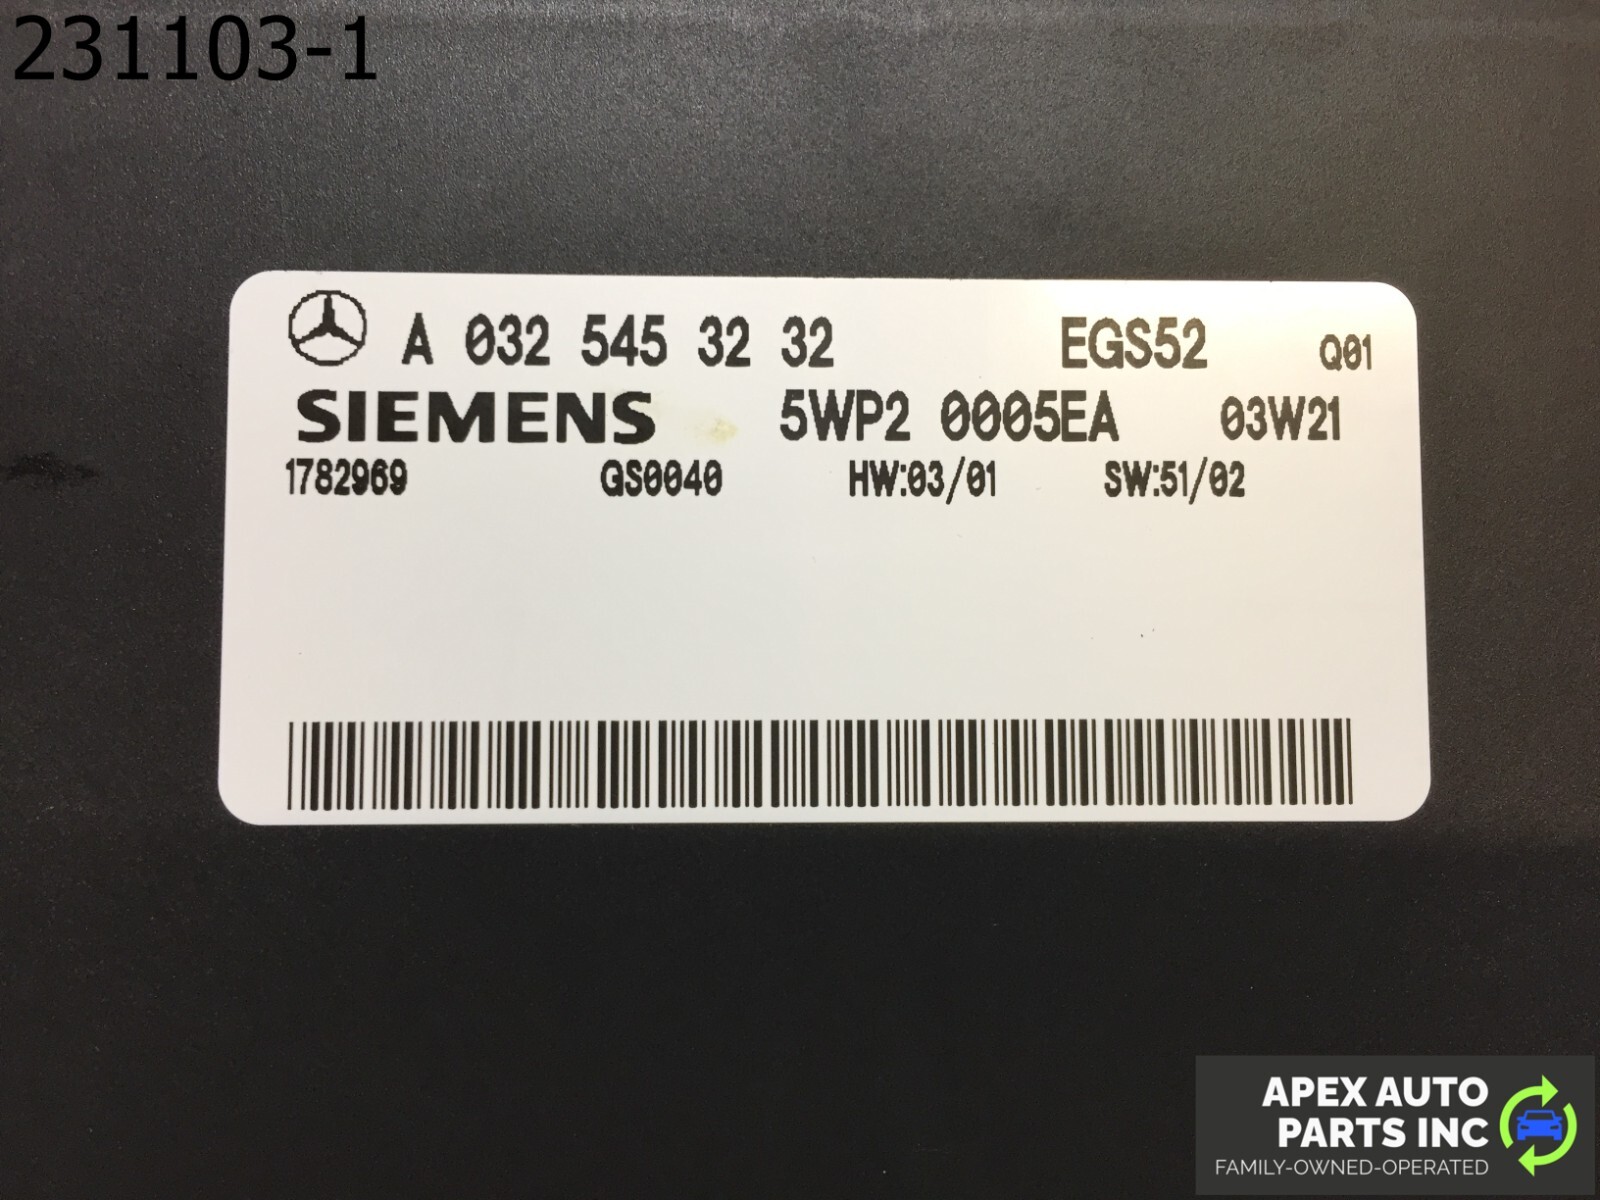 231103-1
A 032 545 32 32 EGS52 Q01
SIEMENS 5WP2 0005EA 03W21
1782969 GS0040 HW:03/01 SW:51/02
APEX AUTO
PARTS INC
FAMILY-OWNED-OPERATED